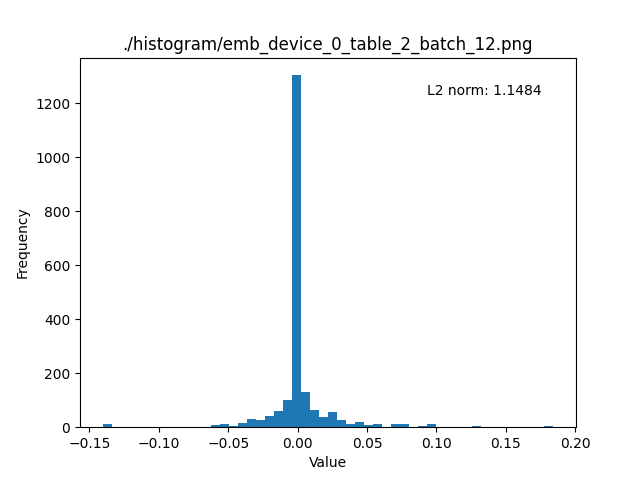 ./histogram/emb_device_0_table_2_batch_12.png
L2 norm: 1.1484
Frequency
1200
1000
800
600
400
200
0
−0.15 −0.10 −0.05 0.00 0.05 0.10 0.15 0.20
Value